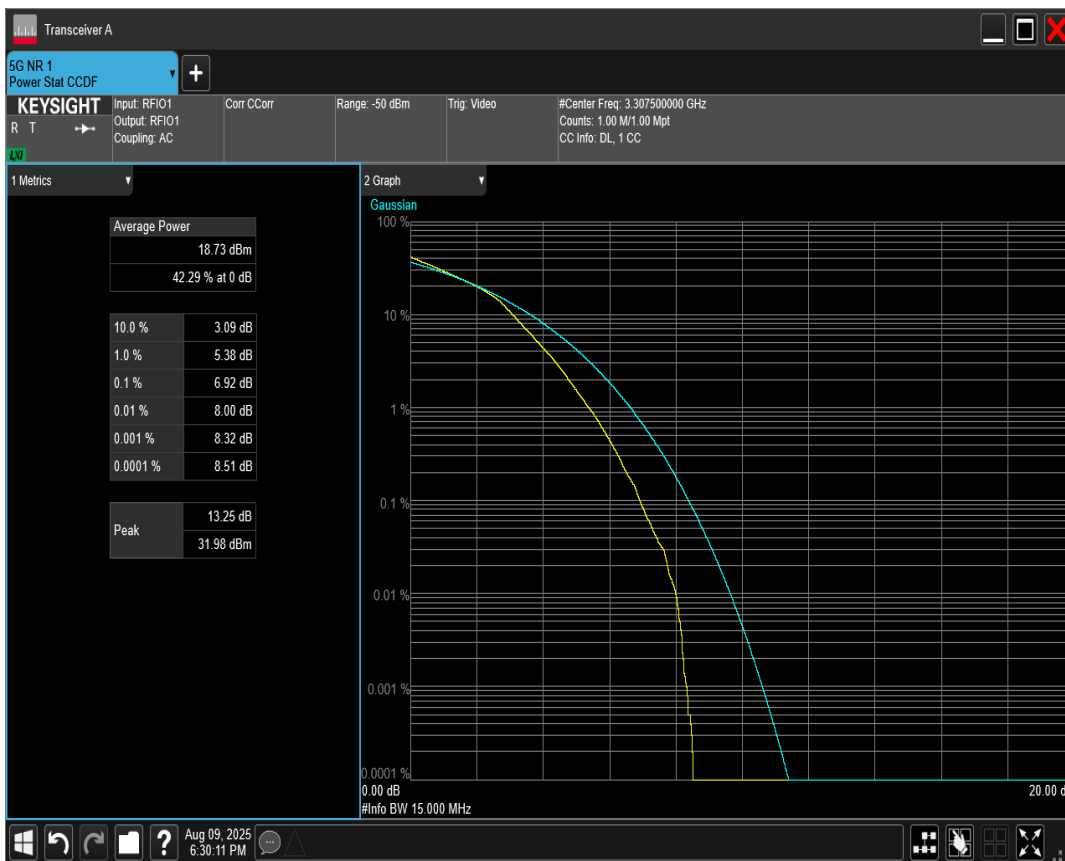 Transceiver A
5G NR 1
Power Stat CCDF
KEYSIGHT
R T
LXI
Input: RFIO1
Output: RFIO1
Coupling: AC
Corr CCorr
Range: -50 dBm
Trig: Video
#Center Freq: 3.307500000 GHz
Counts: 1.00 M/1.00 Mpt
CC Info: DL, 1 CC
1 Metrics
Average Power
18.73 dBm
42.29 % at 0 dB
10.0 % 3.09 dB
1.0 % 5.38 dB
0.1 % 6.92 dB
0.01 % 8.00 dB
0.001 % 8.32 dB
0.0001 % 8.51 dB
Peak 13.25 dB
31.98 dBm
2 Graph
Gaussian
100 %
10 %
1 %
0.1 %
0.01 %
0.001 %
0.0001 %
0.00 dB 20.00 d
#Info BW 15.000 MHz
? Aug 09, 2025
6:30:11 PM